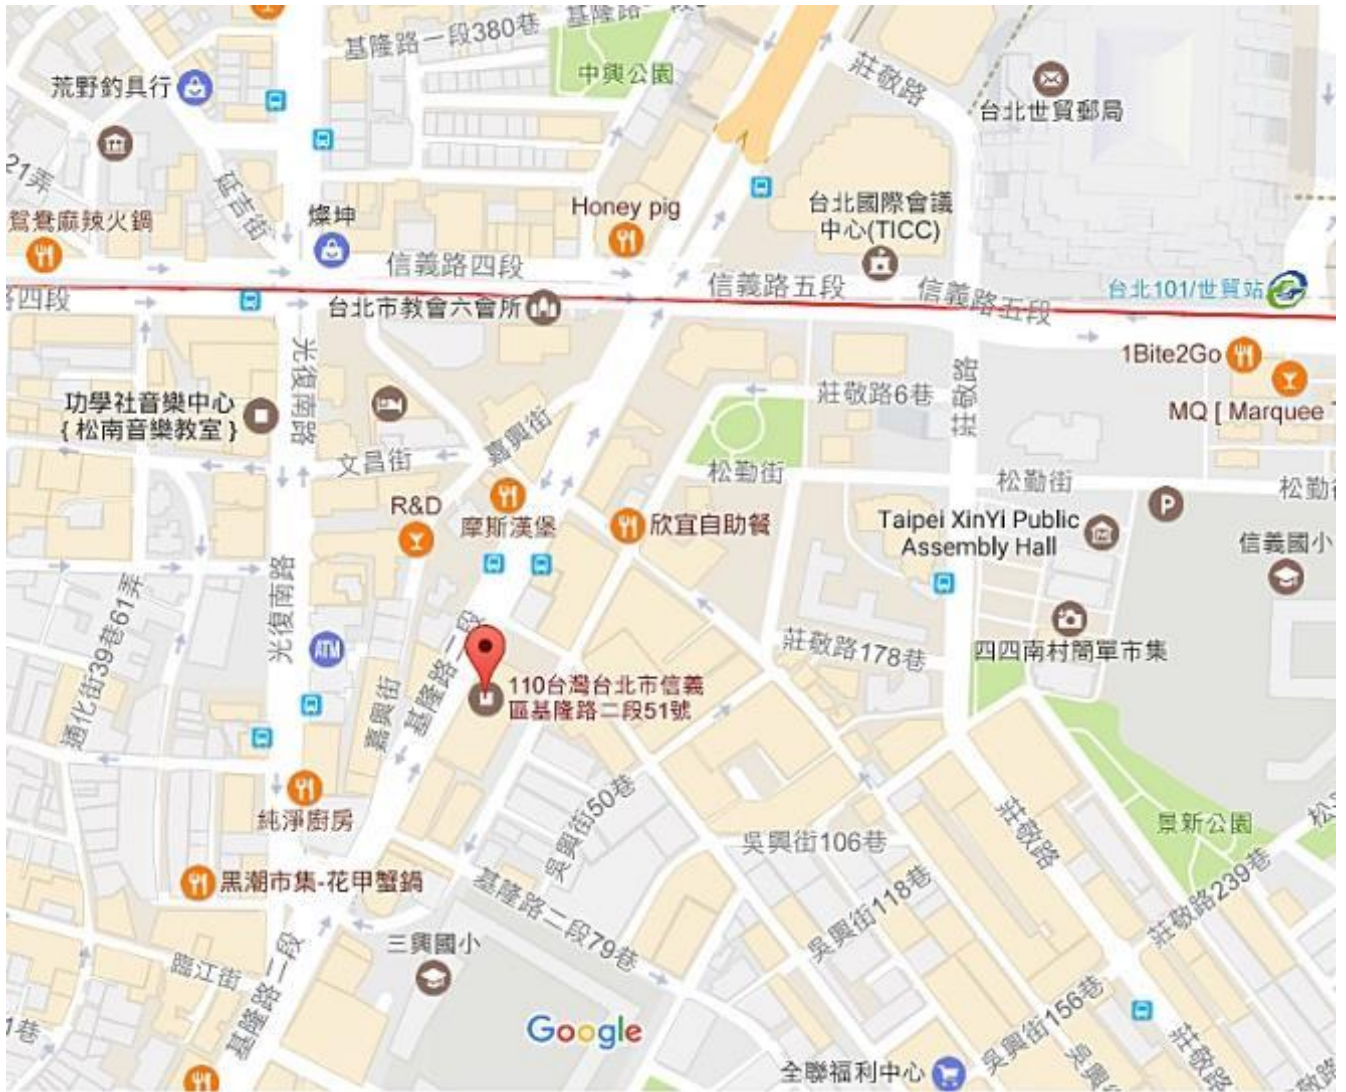 基隆路一段380巷
中興公園
莊敬路
荒野釣具行
台北世貿郵局
21弄
延吉街
鴛鴦麻辣火鍋
燦坤
Honey pig
台北國際會議
中心(TICC)
信義路四段
信義路五段
信義路五段
台北101/世貿站
路四段
台北市教會六會所
光復南路
莊敬路
1Bite2Go
莊敬路6巷
MQ [ Marquee
功學社音樂中心
{ 松南音樂教室 }
嘉興街
文昌街
松勤街
松勤街
松勤
R&D
摩斯漢堡
欣宜自助餐
Taipei XinYi Public
Assembly Hall
P
信義國小
光復南路
通化街39巷61弄
ATM
基隆路二段
莊敬路178巷
四四南村簡單市集
110台灣台北市信義
區基隆路二段51號
嘉興街
純淨廚房
吳興街50巷
吳興街106巷
莊敬路
景新公園
黑潮市集-花甲蟹鍋
基隆路二段79巷
吳興街118巷
莊敬路239巷
三興國小
臨江街
基隆路二段
Google
吳興街156巷
莊敬路
全聯福利中心